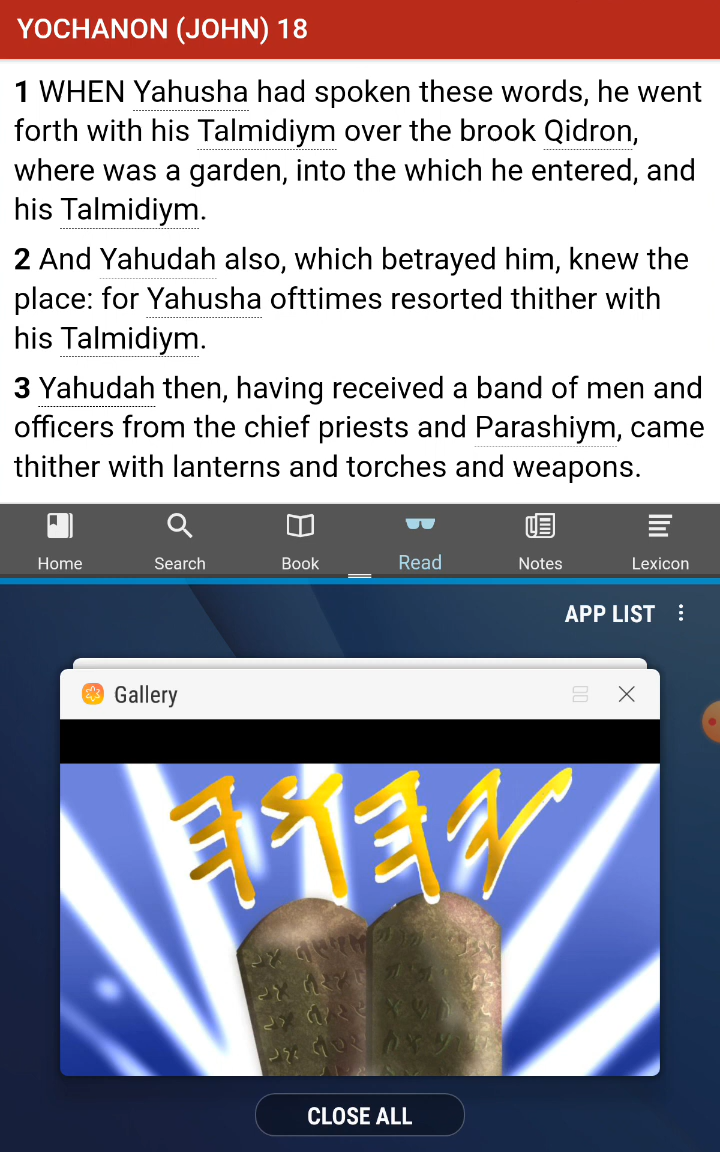 YOCHANON (JOHN) 18
1 WHEN Yahusha had spoken these words, he went
forth with his Talmidiym over the brook Qidron,
where was a garden, into the which he entered, and
his Talmidiym.
2 And Yahudah also, which betrayed him, knew the
place: for Yahusha ofttimes resorted thither with
his Talmidiym.
3 Yahudah then, having received a band of men and
officers from the chief priests and Parashiym, came
thither with lanterns and torches and weapons.
Home Search Book Read Notes Lexicon
APP LIST
Gallery
𐤉𐤄𐤅𐤄
CLOSE ALL